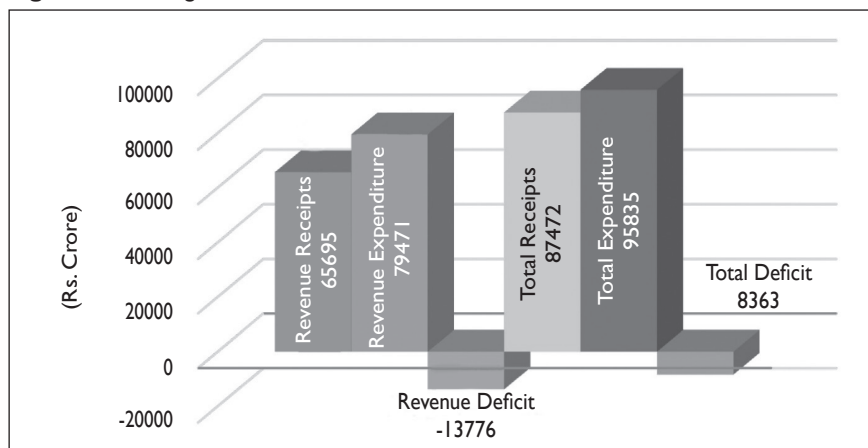 100000
80000
60000
40000
20000
0
-20000
(Rs. Crore)
Revenue Receipts
65695
Revenue Expenditure
79471
Revenue Deficit
-13776
Total Receipts
87472
Total Expenditure
95835
Total Deficit
8363